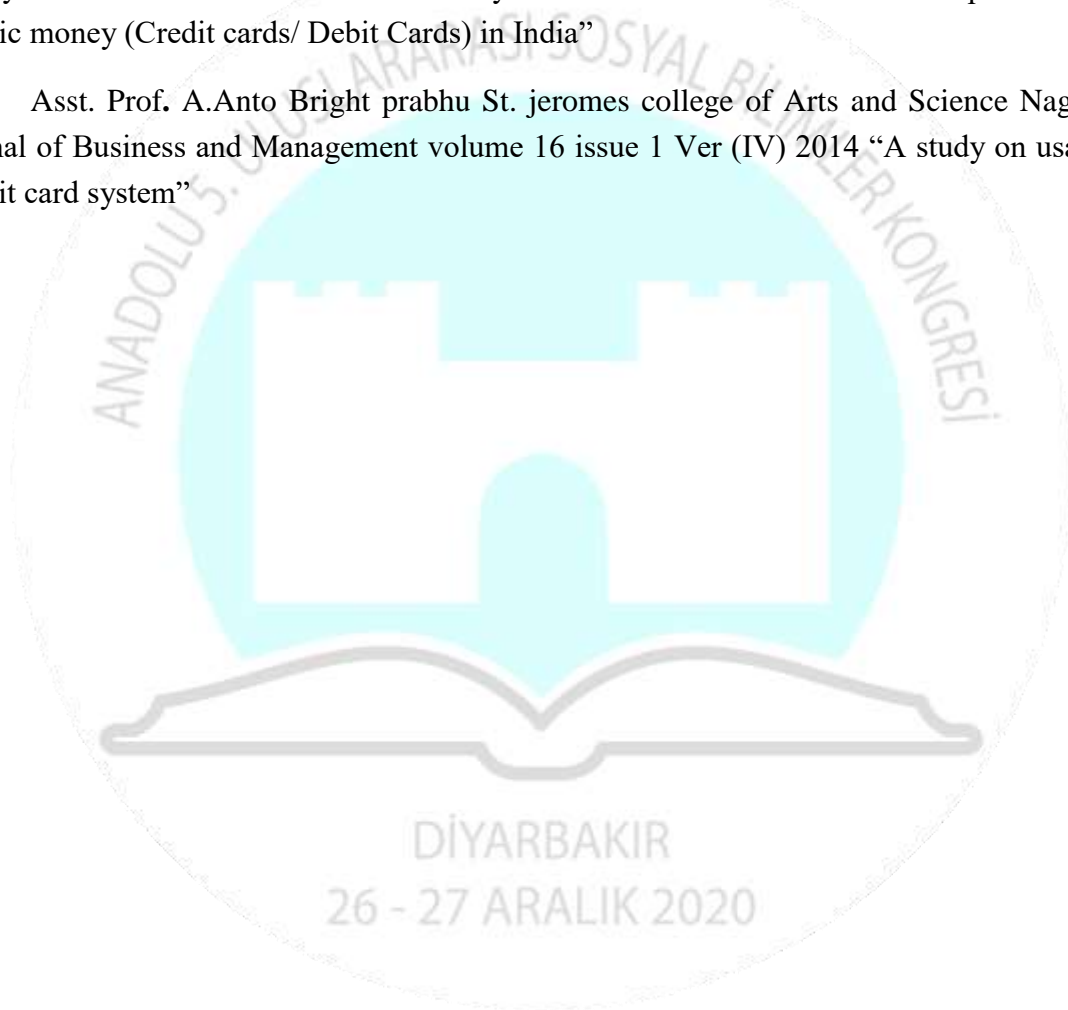 ic money (Credit cards/ Debit Cards) in India”
Asst. Prof. A.Anto Bright prabhu St. jeromes college of Arts and Science Nag
nal of Business and Management volume 16 issue 1 Ver (IV) 2014 “A study on usa
it card system”
ANADOLU 5. ULUSLARARASI SOSYAL BİLİMLER KONGRESİ
DİYARBAKIR
26 - 27 ARALIK 2020